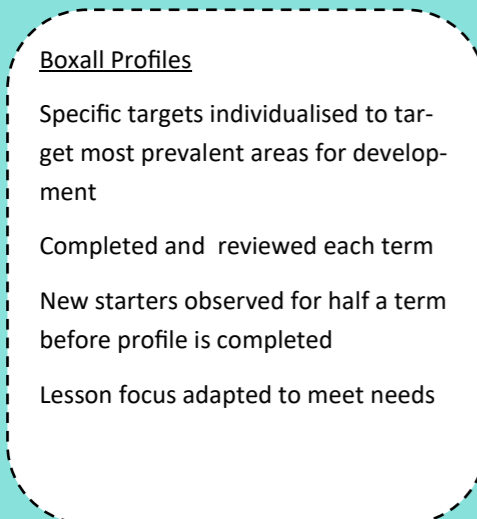 Boxall Profiles
Specific targets individualised to tar-
get most prevalent areas for develop-
ment
Completed and  reviewed each term
New starters observed for half a term
before profile is completed
Lesson focus adapted to meet needs